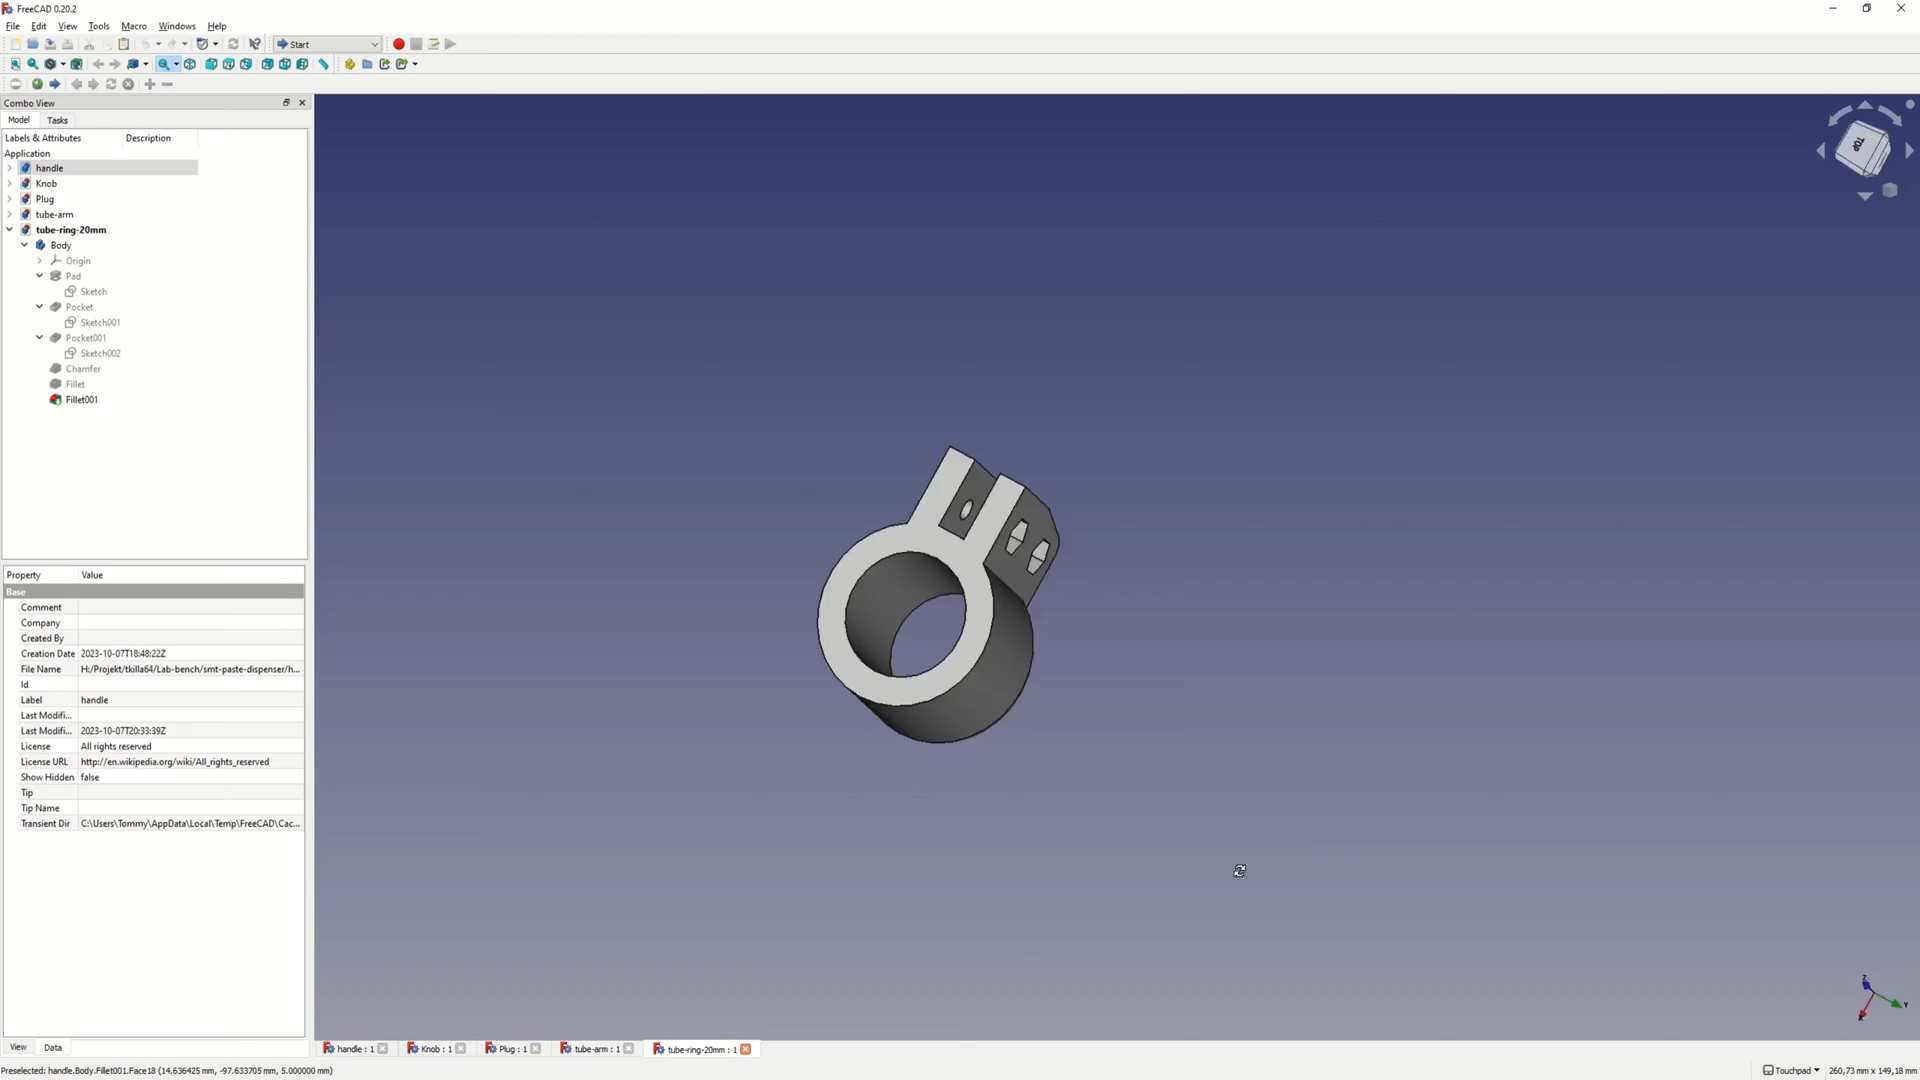 FreeCAD 0.20.2
File Edit View Tools Macro Windows Help
Start
Combo View
Model Tasks
Labels & Attributes Description
Application
handle
Knob
Plug
tube-arm
tube-ring-20mm
Body
Origin
Pad
Sketch
Pocket
Sketch001
Pocket001
Sketch002
Chamfer
Fillet
Fillet001
TOP
Property Value
Base
Comment
Company
Created By
Creation Date 2023-10-07T18:48:22Z
File Name H:/Projekt/tkilla64/Lab-bench/smt-paste-dispenser/h...
Id
Label handle
Last Modifi...
Last Modifi... 2023-10-07T20:33:39Z
License All rights reserved
License URL http://en.wikipedia.org/wiki/All_rights_reserved
Show Hidden false
Tip
Tip Name
Transient Dir C:\Users\Tommy\AppData\Local\Temp\FreeCAD\Cac...
Z
Y
X
View Data
handle : 1 Knob : 1 Plug : 1 tube-arm : 1 tube-ring-20mm : 1
Preselected: handle.Body.Fillet001.Face18 (14.636425 mm, -97.633705 mm, 5.000000 mm)
Touchpad 260,73 mm x 149,18 mm